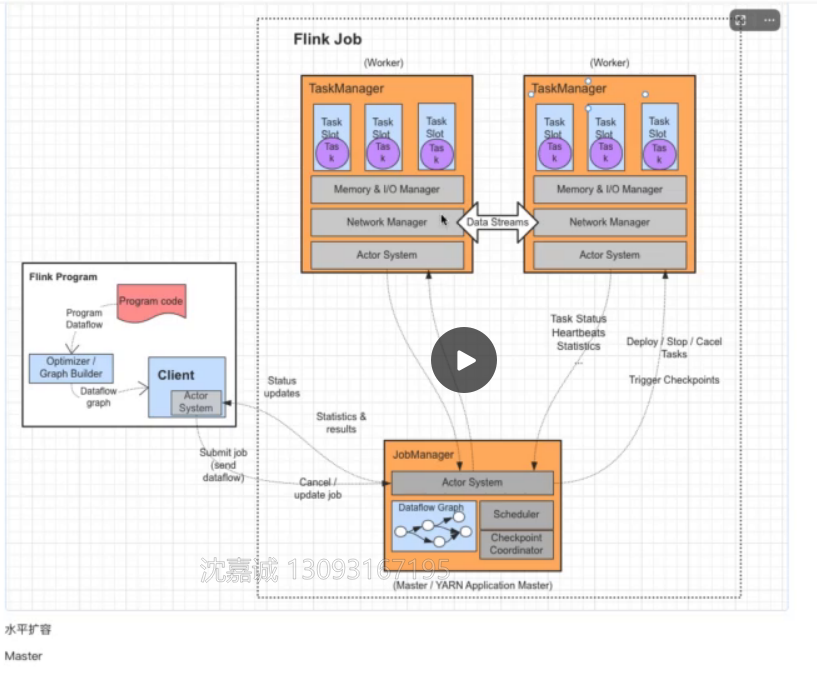 Flink Job
(Worker)
(Worker)
TaskManager
Task
Slot
Tas
k
Task
Slot
Tas
k
Task
Slot
Tas
k
Memory & I/O Manager
Network Manager
Actor System
TaskManager
Task
Slot
Tas
k
Task
Slot
Tas
k
Task
Slot
Tas
k
Memory & I/O Manager
Network Manager
Actor System
Data Streams
Flink Program
Program code
Program
Dataflow
Optimizer /
Graph Builder
Dataflow
graph
Client
Actor
System
Status
updates
Statistics &
results
Submit job
(send
dataflow)
Cancel /
update job
Task Status
Heartbeats
Statistics
...
Deploy / Stop / Cacel
Tasks
Trigger Checkpoints
JobManager
Actor System
Dataflow Graph
Scheduler
Checkpoint
Coordinator
沈嘉诚 13093167195
(Master / YARN Application Master)
水平扩容
Master